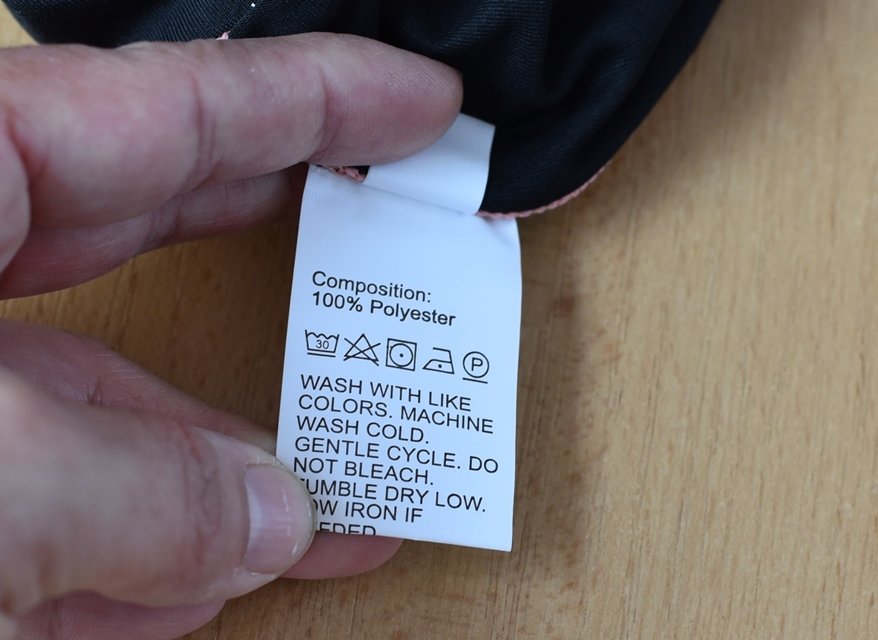 Composition:
100% Polyester
30 P
WASH WITH LIKE
COLORS. MACHINE
WASH COLD.
GENTLE CYCLE. DO
NOT BLEACH.
DRY LOW.
IRON IF